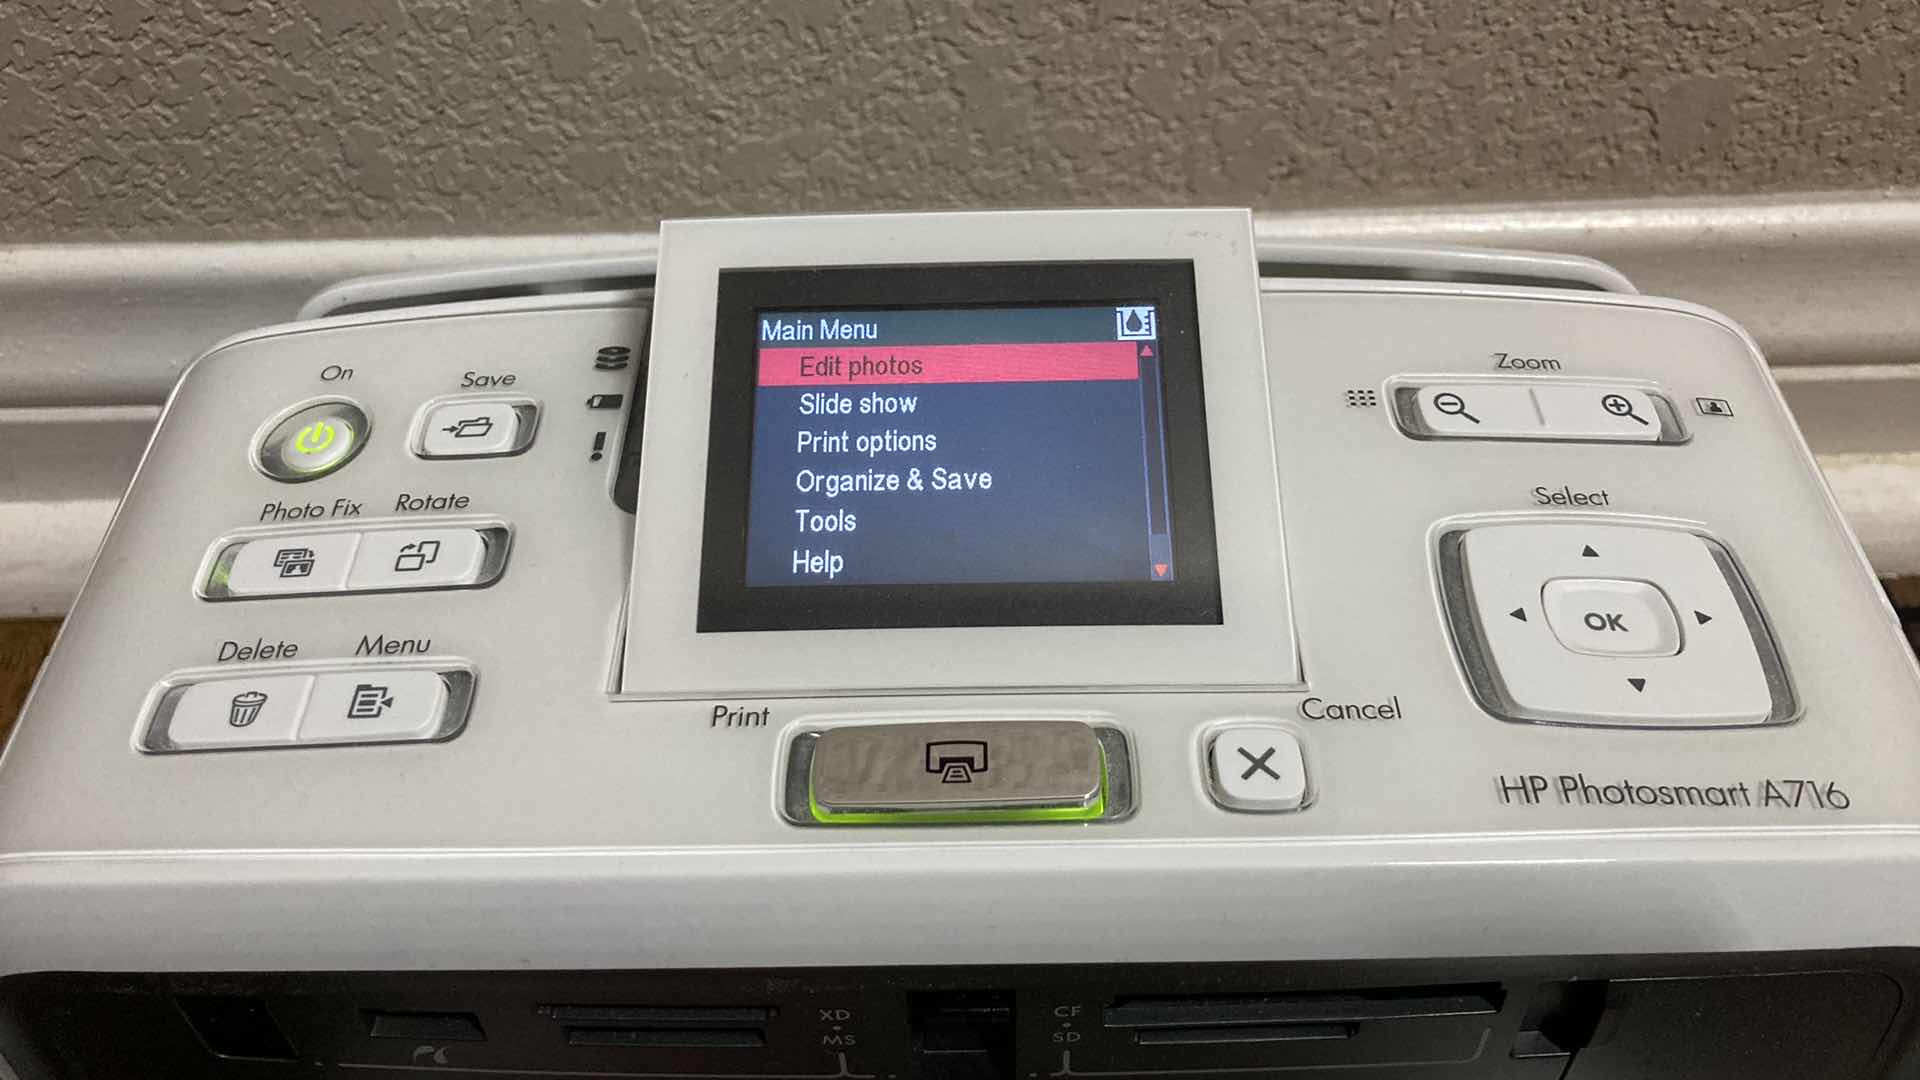 Main Menu
Edit photos
Slide show
Print options
Organize & Save
Tools
Help
On
Save
Photo Fix
Rotate
Delete
Menu
Print
Cancel
Zoom
Select
OK
HP Photosmart A716
XD
MS
CF
SD